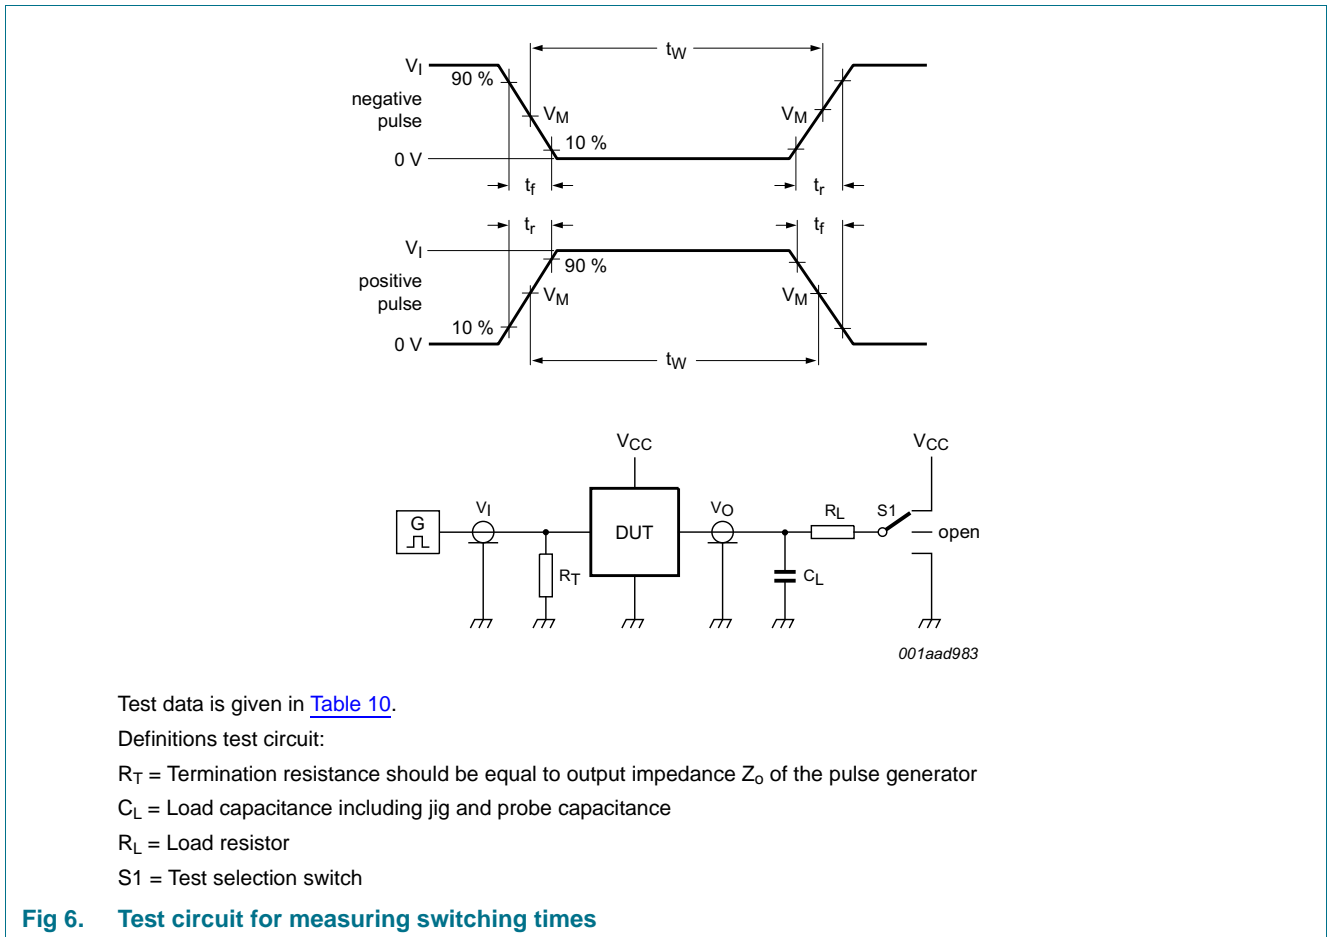 tW
VI
90 %
negative
pulse
VM
VM
10 %
0 V
tf
tr
tr
tf
VI
90 %
positive
pulse
VM
VM
10 %
0 V
tW
VCC
VCC
G
VI
DUT
VO
RL
S1
open
RT
CL
001aad983
Test data is given in Table 10.
Definitions test circuit:
RT = Termination resistance should be equal to output impedance Zo of the pulse generator
CL = Load capacitance including jig and probe capacitance
RL = Load resistor
S1 = Test selection switch
Fig 6. Test circuit for measuring switching times